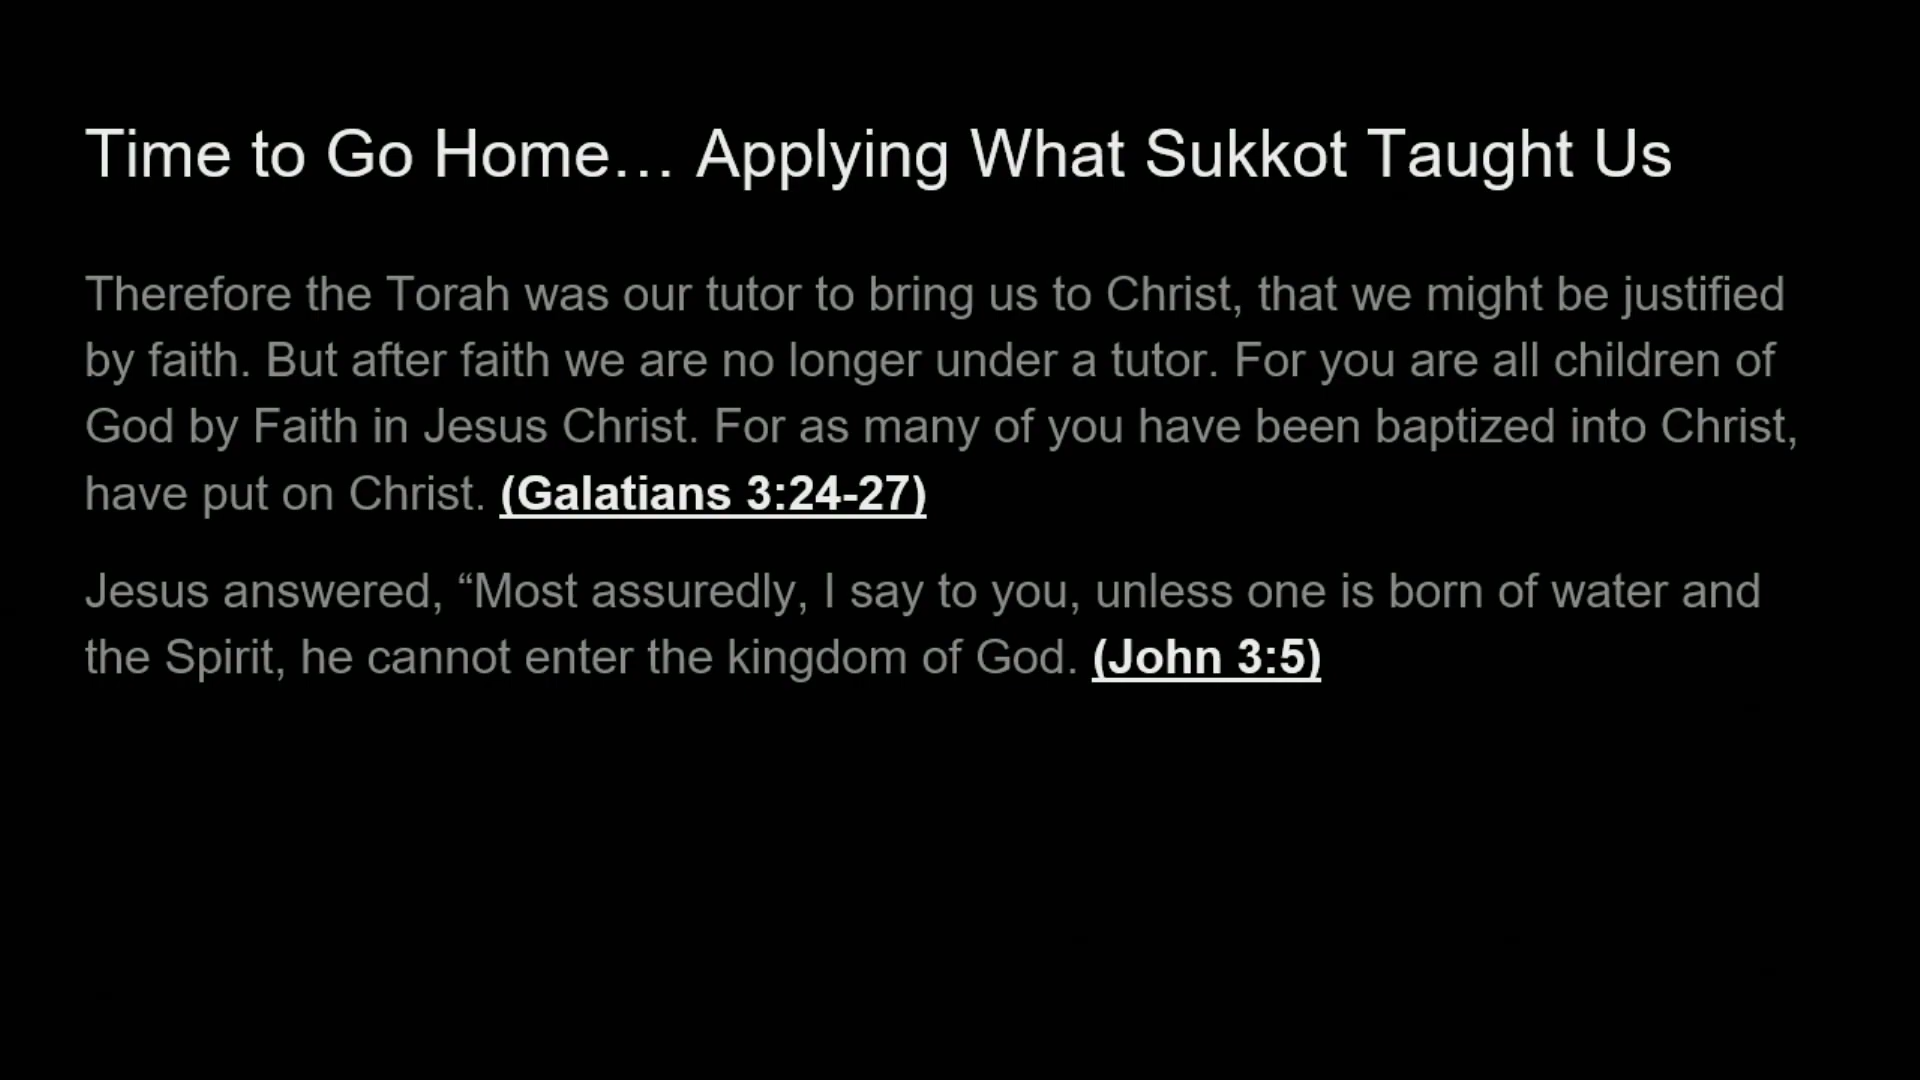 Time to Go Home… Applying What Sukkot Taught Us
Therefore the Torah was our tutor to bring us to Christ, that we might be justified
by faith. But after faith we are no longer under a tutor. For you are all children of
God by Faith in Jesus Christ. For as many of you have been baptized into Christ,
have put on Christ. (Galatians 3:24-27)
Jesus answered, “Most assuredly, I say to you, unless one is born of water and
the Spirit, he cannot enter the kingdom of God. (John 3:5)